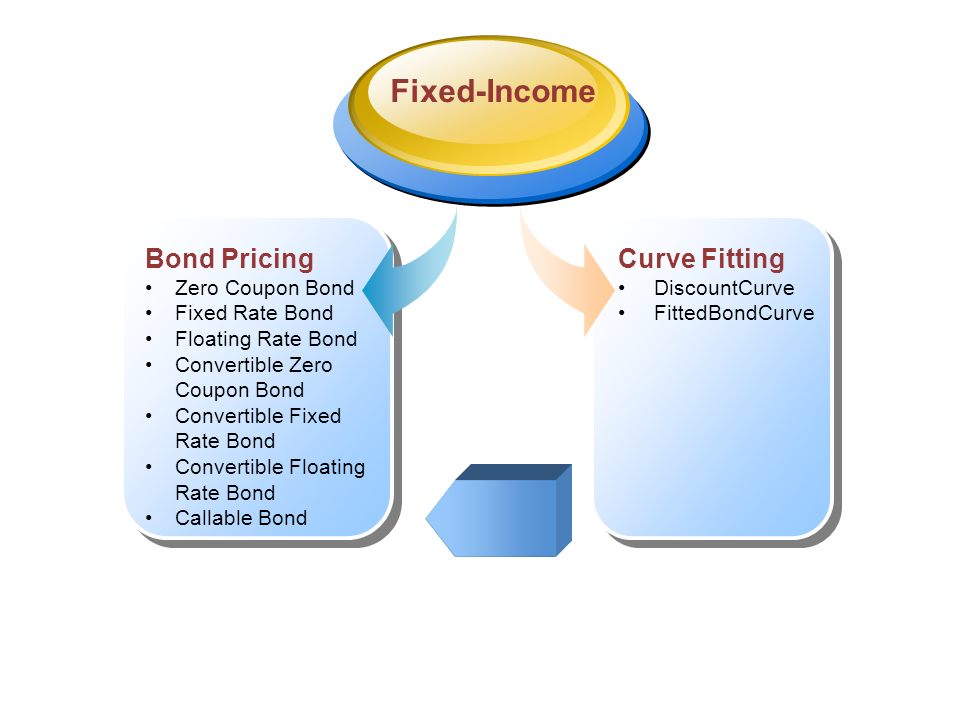 Fixed-Income
Bond Pricing
• Zero Coupon Bond
• Fixed Rate Bond
• Floating Rate Bond
• Convertible Zero
Coupon Bond
• Convertible Fixed
Rate Bond
• Convertible Floating
Rate Bond
• Callable Bond
Curve Fitting
• DiscountCurve
• FittedBondCurve